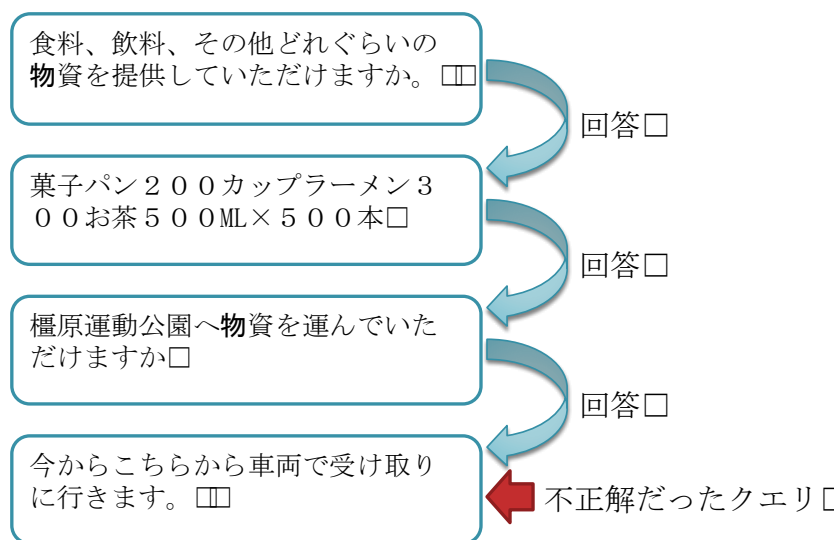 食料、飲料、その他どれぐらいの
物資を提供していただけますか。□□
回答□
菓子パン２００カップラーメン３
００お茶５００ML×５００本□
回答□
橿原運動公園へ物資を運んでいた
だけますか□
回答□
今からこちらから車両で受け取り
に行きます。□□
不正解だったクエリ□